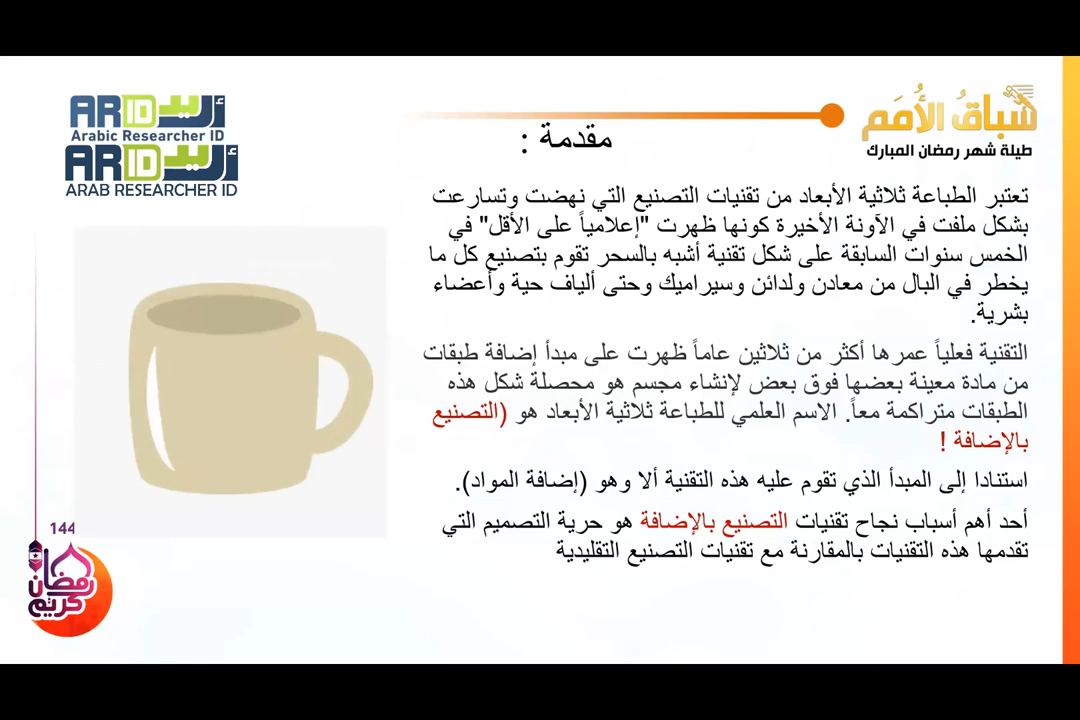 ARID أريد
Arabic Researcher ID
ARID أريد
ARAB RESEARCHER ID
سباقُ الأُمَم
طيلة شهر رمضان المبارك
مقدمة :
تعتبر الطباعة ثلاثية الأبعاد من تقنيات التصنيع التي نهضت وتسارعت
بشكل ملفت في الآونة الأخيرة كونها ظهرت "إعلامياً على الأقل" في
الخمس سنوات السابقة على شكل تقنية أشبه بالسحر تقوم بتصنيع كل ما
يخطر في البال من معادن ولدائن وسيراميك وحتى ألياف حية وأعضاء
بشرية.
التقنية فعلياً عمرها أكثر من ثلاثين عاماً ظهرت على مبدأ إضافة طبقات
من مادة معينة بعضها فوق بعض لإنشاء مجسم هو محصلة شكل هذه
الطبقات متراكمة معاً. الاسم العلمي للطباعة ثلاثية الأبعاد هو (التصنيع
بالإضافة !
استنادا إلى المبدأ الذي تقوم عليه هذه التقنية ألا وهو (إضافة المواد).
أحد أهم أسباب نجاح تقنيات التصنيع بالإضافة هو حرية التصميم التي
تقدمها هذه التقنيات بالمقارنة مع تقنيات التصنيع التقليدية
144
رمضان
كريم